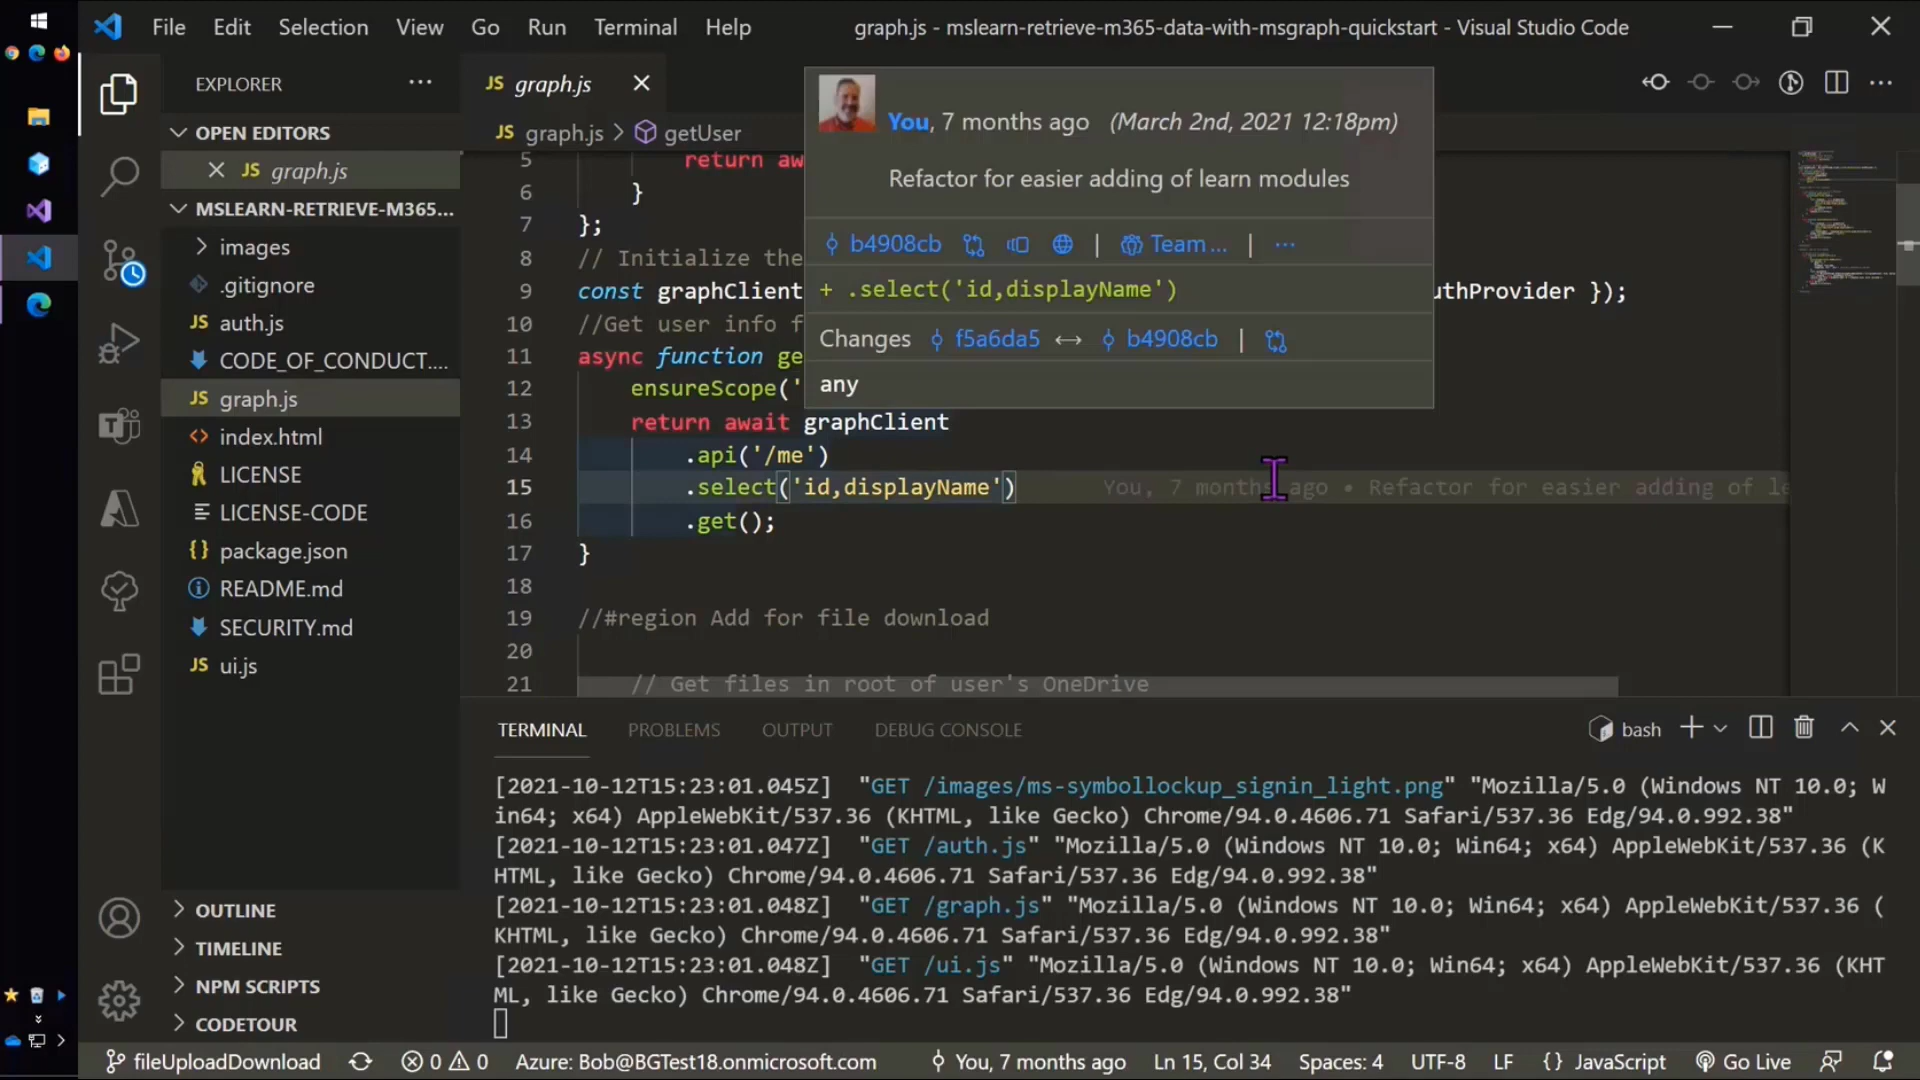 File Edit Selection View Go Run Terminal Help
graph.js - mslearn-retrieve-m365-data-with-msgraph-quickstart - Visual Studio Code
EXPLORER
OPEN EDITORS
JS graph.js
MSLEARN-RETRIEVE-M365...
images
.gitignore
JS auth.js
CODE_OF_CONDUCT....
JS graph.js
<> index.html
LICENSE
LICENSE-CODE
{} package.json
README.md
SECURITY.md
JS ui.js
OUTLINE
TIMELINE
NPM SCRIPTS
CODETOUR
JS graph.js
JS graph.js > getUser
You, 7 months ago (March 2nd, 2021 12:18pm)
Refactor for easier adding of learn modules
b4908cb | Team... | ...
+ .select('id,displayName')
Changes f5a6da5 ↔ b4908cb |
any
5 return aw
6 }
7 };
8 // Initialize the
9 const graphClient uthProvider });
10 //Get user info f
11 async function ge
12 ensureScope('
13 return await graphClient
14 .api('/me')
15 .select('id,displayName') You, 7 months ago • Refactor for easier adding of le
16 .get();
17 }
18
19 //#region Add for file download
20
21 // Get files in root of user's OneDrive
TERMINAL PROBLEMS OUTPUT DEBUG CONSOLE
bash
[2021-10-12T15:23:01.045Z] "GET /images/ms-symbollockup_signin_light.png" "Mozilla/5.0 (Windows NT 10.0; W
in64; x64) AppleWebKit/537.36 (KHTML, like Gecko) Chrome/94.0.4606.71 Safari/537.36 Edg/94.0.992.38"
[2021-10-12T15:23:01.047Z] "GET /auth.js" "Mozilla/5.0 (Windows NT 10.0; Win64; x64) AppleWebKit/537.36 (K
HTML, like Gecko) Chrome/94.0.4606.71 Safari/537.36 Edg/94.0.992.38"
[2021-10-12T15:23:01.048Z] "GET /graph.js" "Mozilla/5.0 (Windows NT 10.0; Win64; x64) AppleWebKit/537.36 (
KHTML, like Gecko) Chrome/94.0.4606.71 Safari/537.36 Edg/94.0.992.38"
[2021-10-12T15:23:01.048Z] "GET /ui.js" "Mozilla/5.0 (Windows NT 10.0; Win64; x64) AppleWebKit/537.36 (KHT
ML, like Gecko) Chrome/94.0.4606.71 Safari/537.36 Edg/94.0.992.38"
fileUploadDownload 0 0 Azure: Bob@BGTest18.onmicrosoft.com You, 7 months ago Ln 15, Col 34 Spaces: 4 UTF-8 LF {} JavaScript Go Live